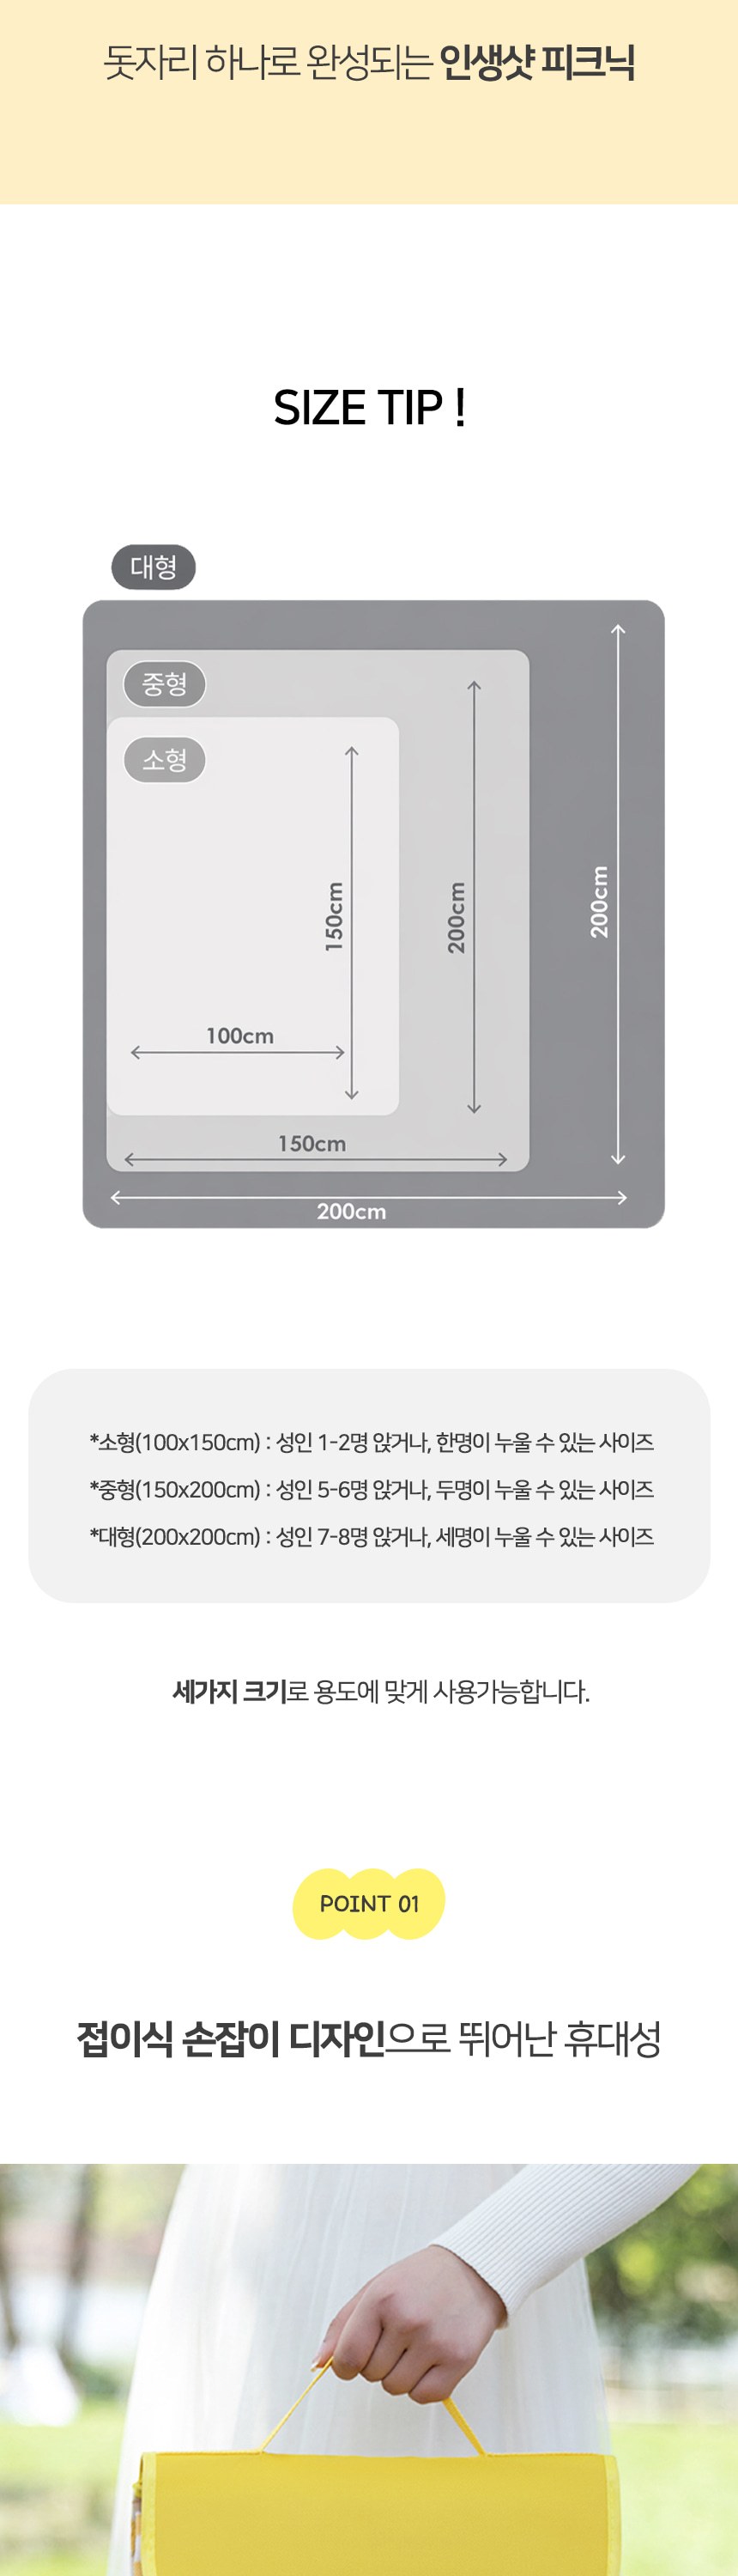 돗자리 하나로 완성되는 인생샷 피크닉
SIZE TIP !
대형
중형
소형
150cm
200cm
200cm
100cm
150cm
200cm
*소형(100x150cm) : 성인 1-2명 앉거나, 한명이 누울 수 있는 사이즈
*중형(150x200cm) : 성인 5-6명 앉거나, 두명이 누울 수 있는 사이즈
*대형(200x200cm) : 성인 7-8명 앉거나, 세명이 누울 수 있는 사이즈
세가지 크기로 용도에 맞게 사용가능합니다.
POINT 01
접이식 손잡이 디자인으로 뛰어난 휴대성